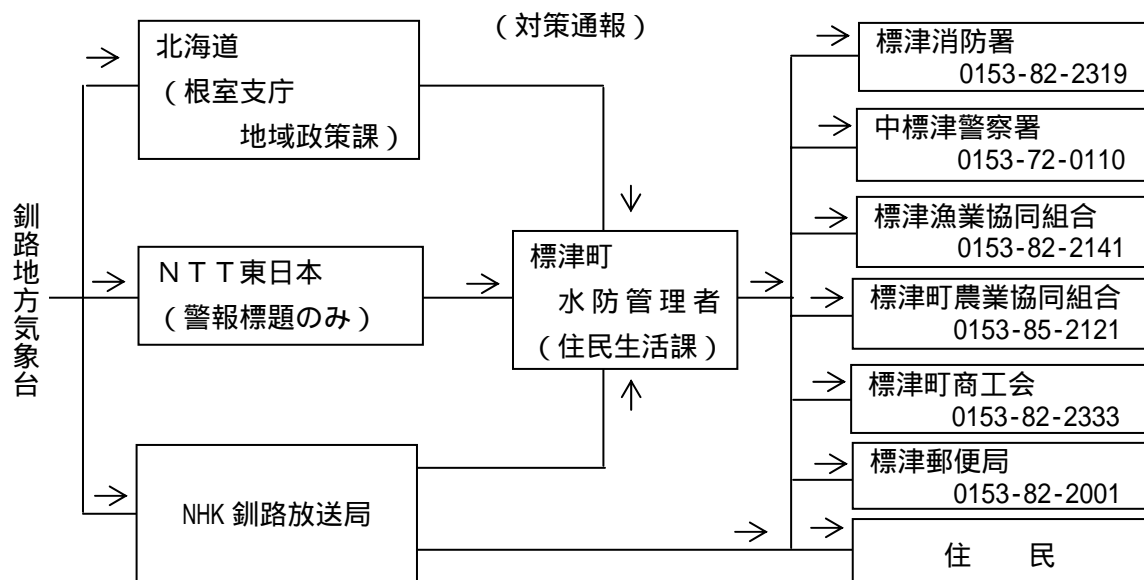 (対策通報)
釧路地方気象台
北海道
(根室支庁
地域政策課)
NTT東日本
(警報標題のみ)
NHK 釧路放送局
標津町
水防管理者
(住民生活課)
標津消防署
0153-82-2319
中標津警察署
0153-72-0110
標津漁業協同組合
0153-82-2141
標津町農業協同組合
0153-85-2121
標津町商工会
0153-82-2333
標津郵便局
0153-82-2001
住　民